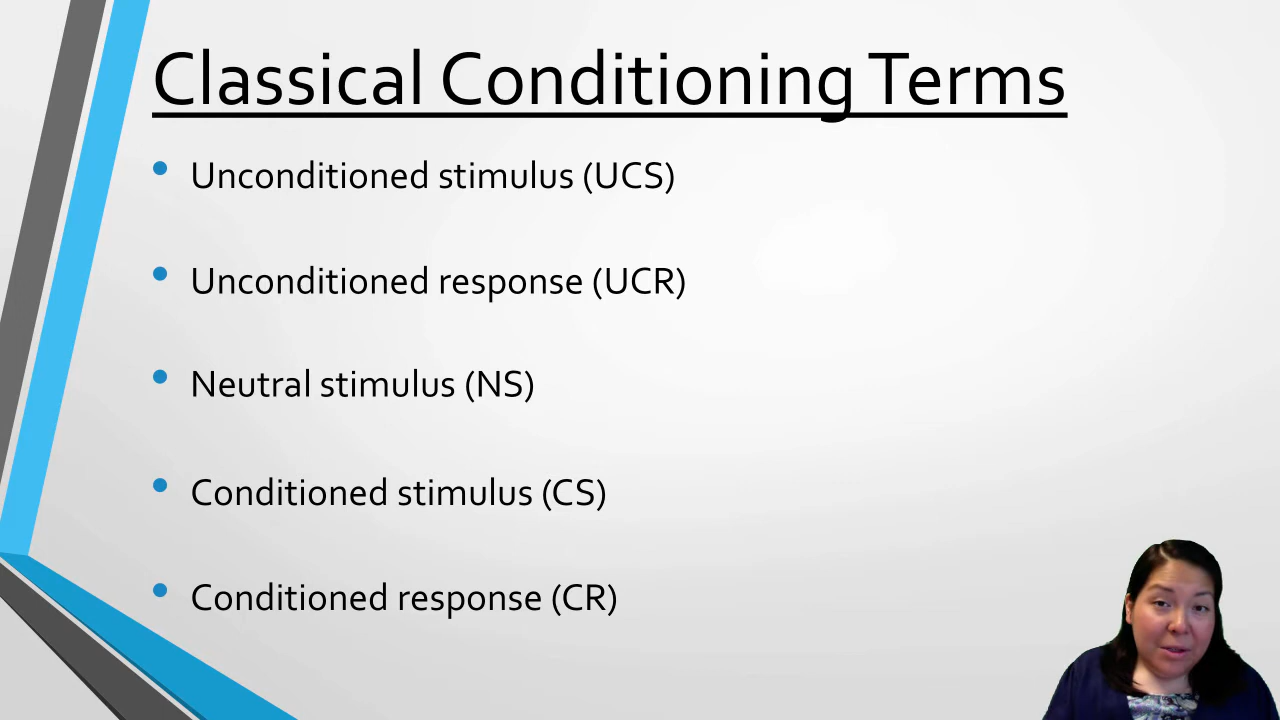 Classical Conditioning Terms
Unconditioned stimulus (UCS)
Unconditioned response (UCR)
Neutral stimulus (NS)
Conditioned stimulus (CS)
Conditioned response (CR)